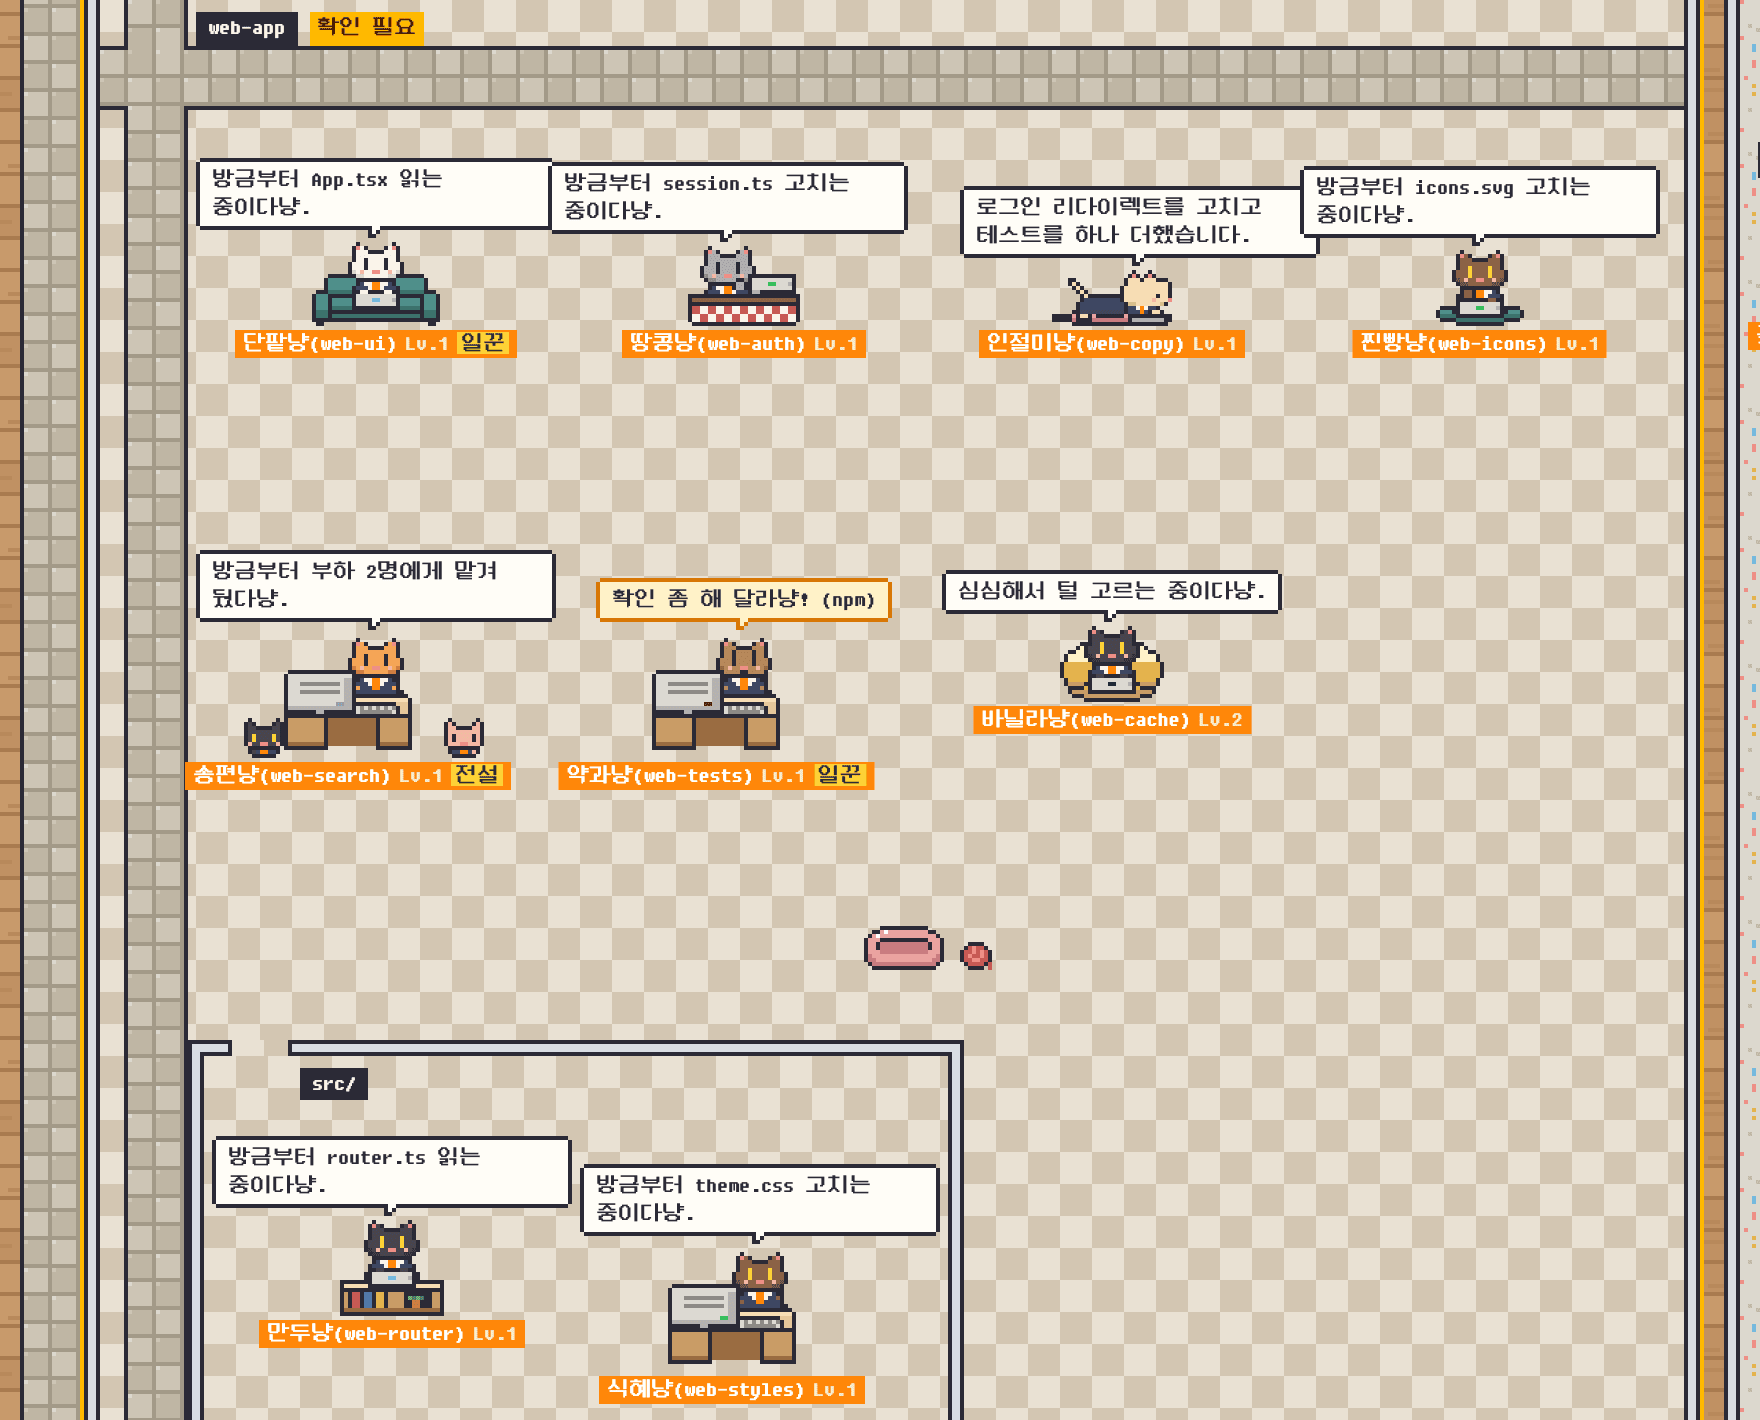 web-app 확인 필요
방금부터 App.tsx 읽는
중이다냥.
방금부터 session.ts 고치는
중이다냥.
로그인 리다이렉트를 고치고
테스트를 하나 더했습니다.
방금부터 icons.svg 고치는
중이다냥.
단팥냥(web-ui) Lv.1 일꾼
땅콩냥(web-auth) Lv.1
인절미냥(web-copy) Lv.1
찐빵냥(web-icons) Lv.1
방금부터 부하 2명에게 맡겨
뒀다냥.
확인 좀 해 달라냥! (npm)
심심해서 털 고르는 중이다냥.
송편냥(web-search) Lv.1 전설
약과냥(web-tests) Lv.1 일꾼
바닐라냥(web-cache) Lv.2
src/
방금부터 router.ts 읽는
중이다냥.
방금부터 theme.css 고치는
중이다냥.
만두냥(web-router) Lv.1
식혜냥(web-styles) Lv.1